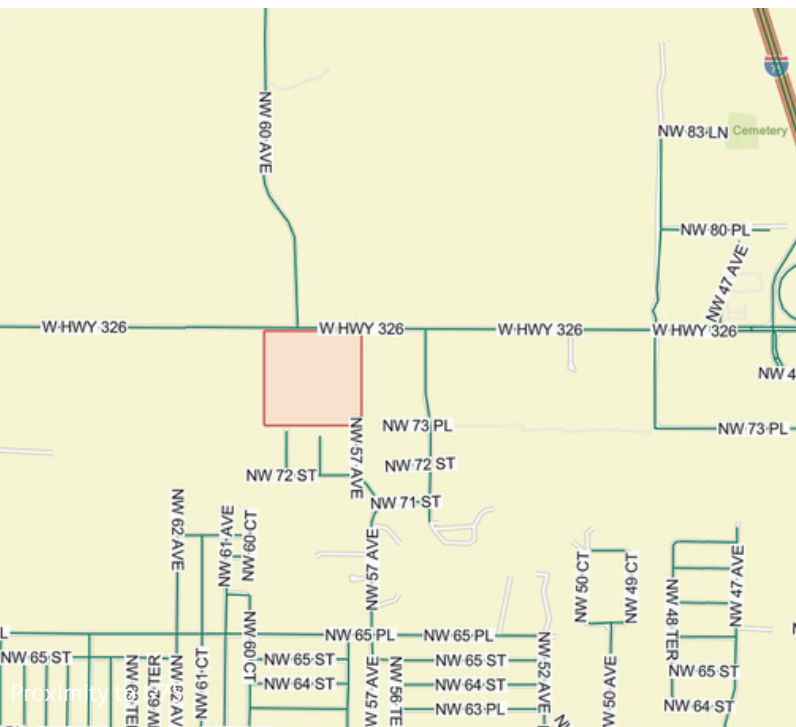 NW 60 AVE
75
NW 83 LN
Cemetery
NW 80 PL
NW 47 AVE
W HWY 326
W HWY 326
W HWY 326
W HWY 326
NW 4
NW 57 AVE
NW 73 PL
NW 73 PL
NW 72 ST
NW 72 ST
NW 71 ST
NW 62 AVE
NW 61 AVE
NW 60 CT
NW 57 AVE
NW 50 CT
NW 49 CT
NW 48 TER
NW 47 AVE
L
NW 60 CT
NW 65 PL
NW 65 PL
NW 65 ST
NW 65 ST
NW 65 ST
NW 65 ST
NW 61 CT
NW 64 ST
NW 64 ST
NW 64 ST
NW 63 PL
W 57 AVE
NW 56 TE
NW 52 AVE
W 50 AVE
Proximity to